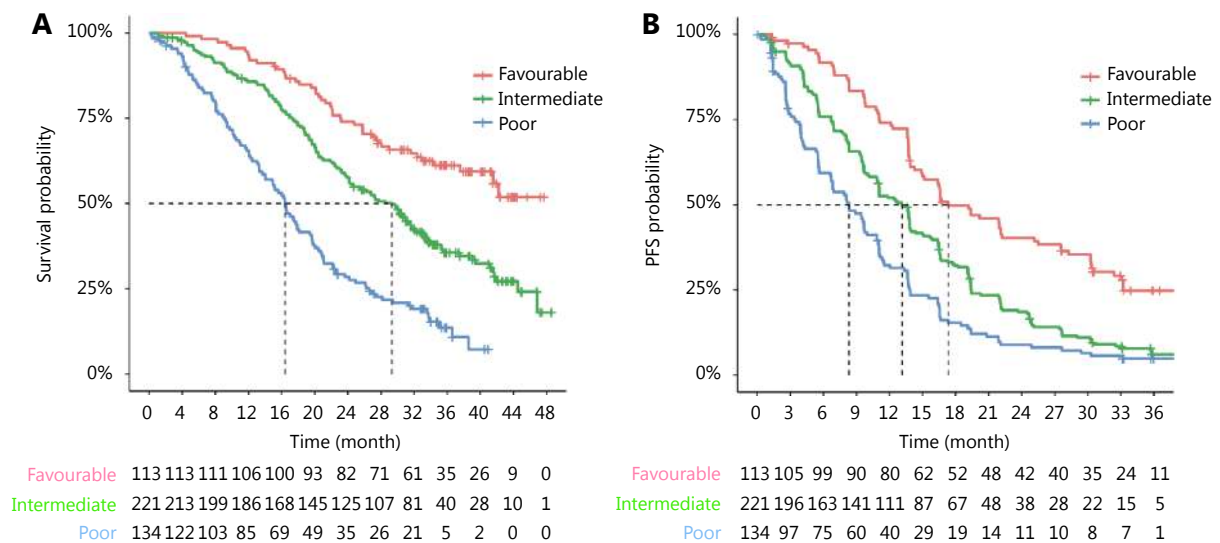 A
Survival probability
100%
75%
50%
25%
0%
Favourable
Intermediate
Poor
0 4 8 12 16 20 24 28 32 36 40 44 48
Time (month)
Favourable 113 113 111 106 100 93 82 71 61 35 26 9 0
Intermediate 221 213 199 186 168 145 125 107 81 40 28 10 1
Poor 134 122 103 85 69 49 35 26 21 5 2 0 0
B
PFS probability
100%
75%
50%
25%
0%
Favourable
Intermediate
Poor
0 3 6 9 12 15 18 21 24 27 30 33 36
Time (month)
Favourable 113 105 99 90 80 62 52 48 42 40 35 24 11
Intermediate 221 196 163 141 111 87 67 48 38 28 22 15 5
Poor 134 97 75 60 40 29 19 14 11 10 8 7 1